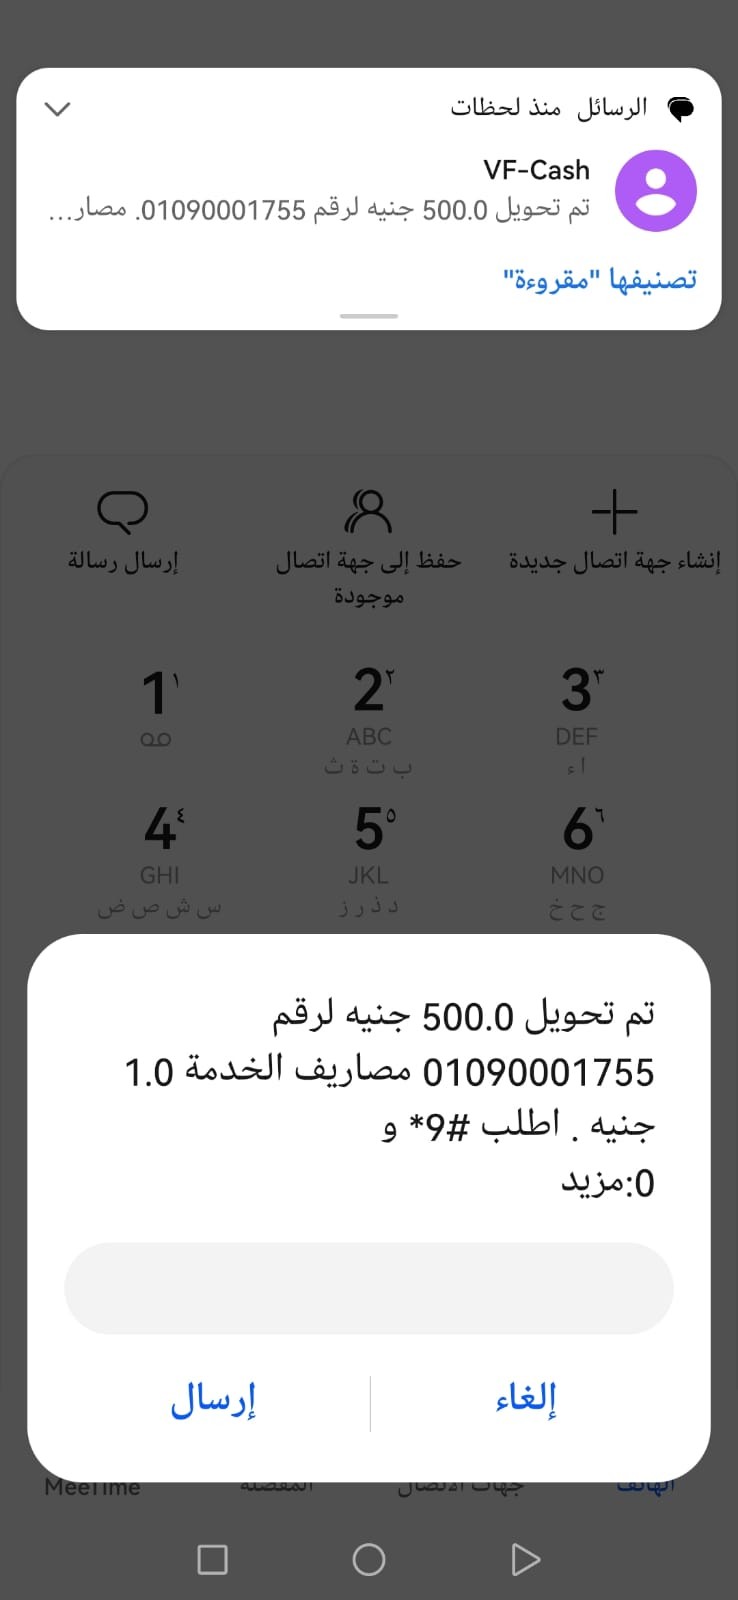 الرسائل منذ لحظات
VF-Cash
تم تحويل 500.0 جنيه لرقم 01090001755. مصار...
تصنيفها "مقروءة"
إنشاء جهة اتصال جديدة
حفظ إلى جهة اتصال
موجودة
إرسال رسالة
1 ١
2 ٢
3 ٣
ABC
DEF
ب ت ة ث
أ ء
4 ٤
5 ٥
6 ٦
GHI
JKL
MNO
س ش ص ض
د ذ ر ز
ج ح خ
تم تحويل 500.0 جنيه لرقم
01090001755 مصاريف الخدمة 1.0
جنيه . اطلب #9* و
0:مزيد
إلغاء
إرسال
الهاتف
جهات الاتصال
المفضلة
MeeTime